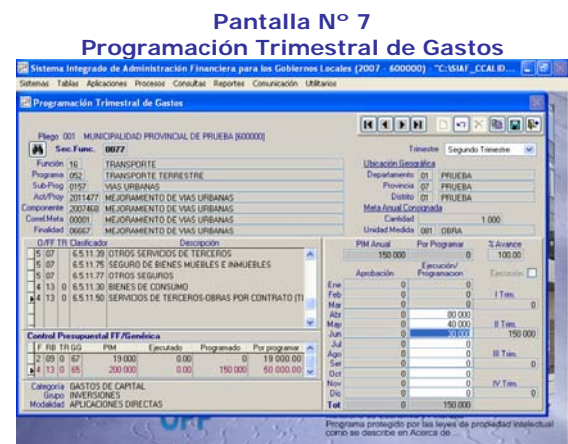 Pantalla Nº 7
Programación Trimestral de Gastos
Sistema Integrado de Administración Financiera para los Gobiernos Locales (2007 - 600000) - "C:\SIAF_CCALID...
Sistemas Tablas Aplicaciones Procesos Consultas Reportes Comunicación Utilitarios
Programación Trimestral de Gastos
Pliego 001 MUNICIPALIDAD PROVINCIAL DE PRUEBA [600000]
Sec.Func. 0077 Trimestre Segundo Trimestre
Función 16 TRANSPORTE Ubicación Geográfica
Programa 052 TRANSPORTE TERRESTRE Departamento 01 PRUEBA
Sub-Prog 0157 VIAS URBANAS Provincia 07 PRUEBA
Act/Proy 2011477 MEJORAMIENTO DE VIAS URBANAS Distrito 01 PRUEBA
Componente 2007468 MEJORAMIENTO DE VIAS URBANAS Meta Anual Consignada
Comel.Meta 00001 MEJORAMIENTO DE VIAS URBANAS Cantidad 1.000
Finalidad 06667 MEJORAMIENTO DE VIAS URBANAS Unidad Medida 081 OBRA
O/FF TR Clasificador Descripción
5 07 6.5.11.39 OTROS SERVICIOS DE TERCEROS
5 07 6.5.11.75 SEGURO DE BIENES MUEBLES E INMUEBLES
5 07 6.5.11.77 OTROS SEGUROS
4 13 0 6.5.11.30 BIENES DE CONSUMO
4 13 0 6.5.11.50 SERVICIOS DE TERCEROS-OBRAS POR CONTRATO (TI
PIM Anual Por Programar % Avance
150 000 0 100.00
Aprobación Ejecución/Programacion Ejecución
Ene 0 0
Feb 0 0 I Trim.
Mar 0 0 0
Abr 0 80 000
May 0 40 000 II Trim.
Jun 0 30 000 150 000
Jul 0 0
Ago 0 0 III Trim.
Set 0 0 0
Oct 0 0
Nov 0 0 IV Trim.
Dic 0 0 0
Tot 0 150.000
Control Presupuestal FF/Genérica
F RB TR GG PIM Ejecutado Programado Por programar
2 09 0 67 19 000 0.00 0 19 000.00
4 13 0 65 200 000 0.00 150 000 50 000.00
Categoría GASTOS DE CAPITAL
Grupo INVERSIONES
Modalidad APLICACIONES DIRECTAS
Programa protegido por las leyes de propiedad intelectual
como se describe en Acerca de